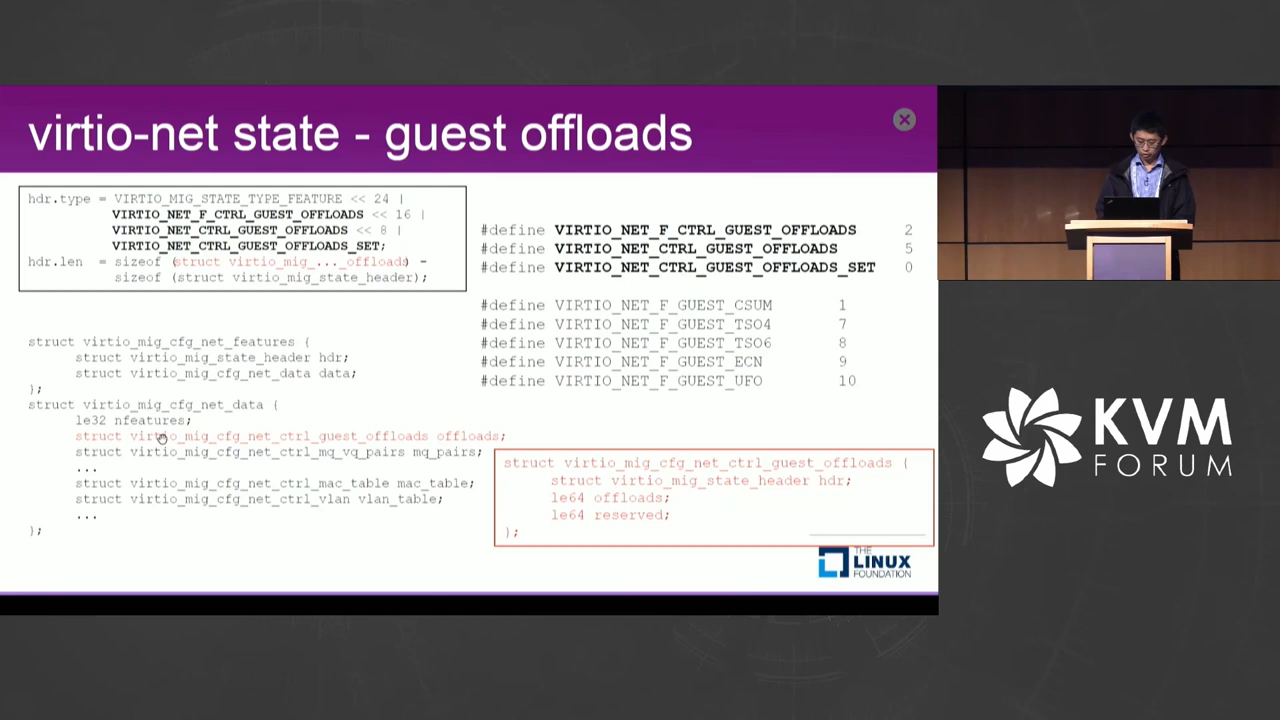 virtio-net state - guest offloads
hdr.type = VIRTIO_MIG_STATE_TYPE_FEATURE << 24 |
VIRTIO_NET_F_CTRL_GUEST_OFFLOADS << 16 |
VIRTIO_NET_CTRL_GUEST_OFFLOADS << 8 |
VIRTIO_NET_CTRL_GUEST_OFFLOADS_SET;
hdr.len = sizeof (struct virtio_mig_..._offloads) -
sizeof (struct virtio_mig_state_header);
#define VIRTIO_NET_F_CTRL_GUEST_OFFLOADS 2
#define VIRTIO_NET_CTRL_GUEST_OFFLOADS 5
#define VIRTIO_NET_CTRL_GUEST_OFFLOADS_SET 0
#define VIRTIO_NET_F_GUEST_CSUM 1
#define VIRTIO_NET_F_GUEST_TSO4 7
#define VIRTIO_NET_F_GUEST_TSO6 8
#define VIRTIO_NET_F_GUEST_ECN 9
#define VIRTIO_NET_F_GUEST_UFO 10
struct virtio_mig_cfg_net_features {
struct virtio_mig_state_header hdr;
struct virtio_mig_cfg_net_data data;
};
struct virtio_mig_cfg_net_data {
le32 nfeatures;
struct virtio_mig_cfg_net_ctrl_guest_offloads offloads;
struct virtio_mig_cfg_net_ctrl_mq_vq_pairs mq_pairs;
...
struct virtio_mig_cfg_net_ctrl_mac_table mac_table;
struct virtio_mig_cfg_net_ctrl_vlan vlan_table;
...
};
struct virtio_mig_cfg_net_ctrl_guest_offloads {
struct virtio_mig_state_header hdr;
le64 offloads;
le64 reserved;
};
THE
LINUX
FOUNDATION
KVM
FORUM